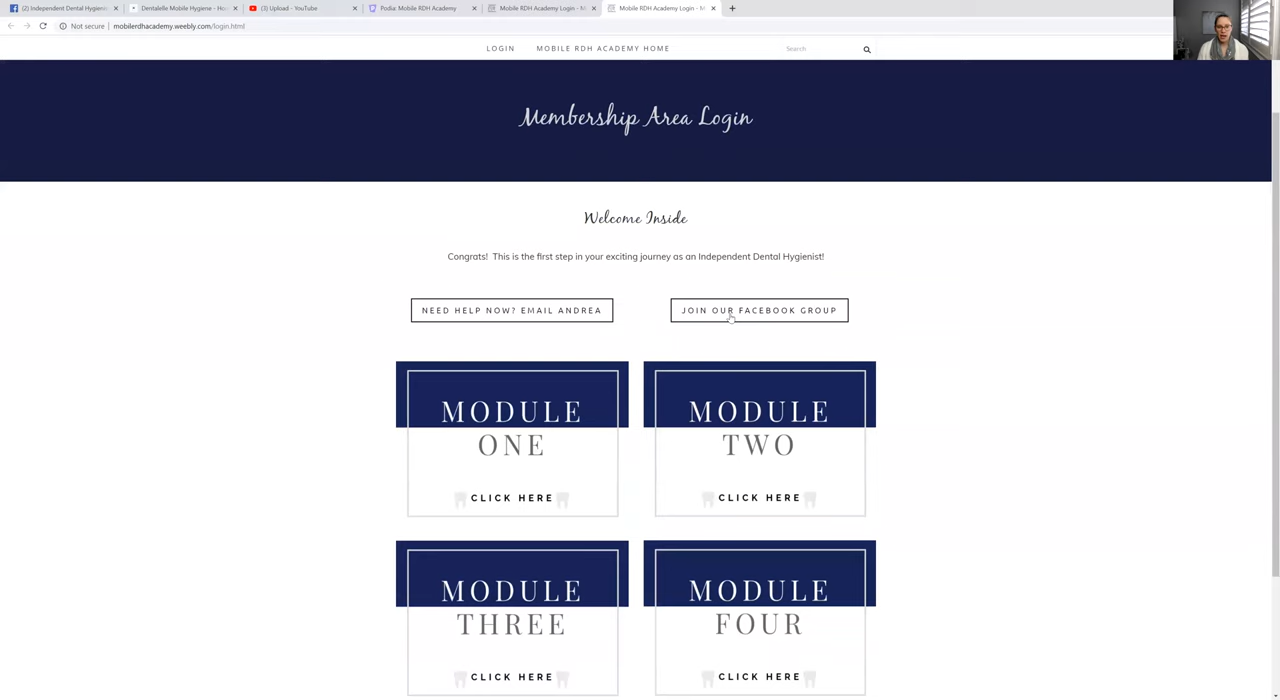 (2) Independent Dental Hygieni
Dentalelle Mobile Hygiene - Ho
(3) Upload - YouTube
Podia: Mobile RDH Academy
Mobile RDH Academy Login - M
Mobile RDH Academy Login - M
Not secure
mobilerdhacademy.weebly.com/login.html
LOGIN
MOBILE RDH ACADEMY HOME
Search
Membership Area Login
Welcome Inside
Congrats! This is the first step in your exciting journey as an Independent Dental Hygienist!
NEED HELP NOW? EMAIL ANDREA
JOIN OUR FACEBOOK GROUP
MODULE
ONE
CLICK HERE
MODULE
TWO
CLICK HERE
MODULE
THREE
CLICK HERE
MODULE
FOUR
CLICK HERE